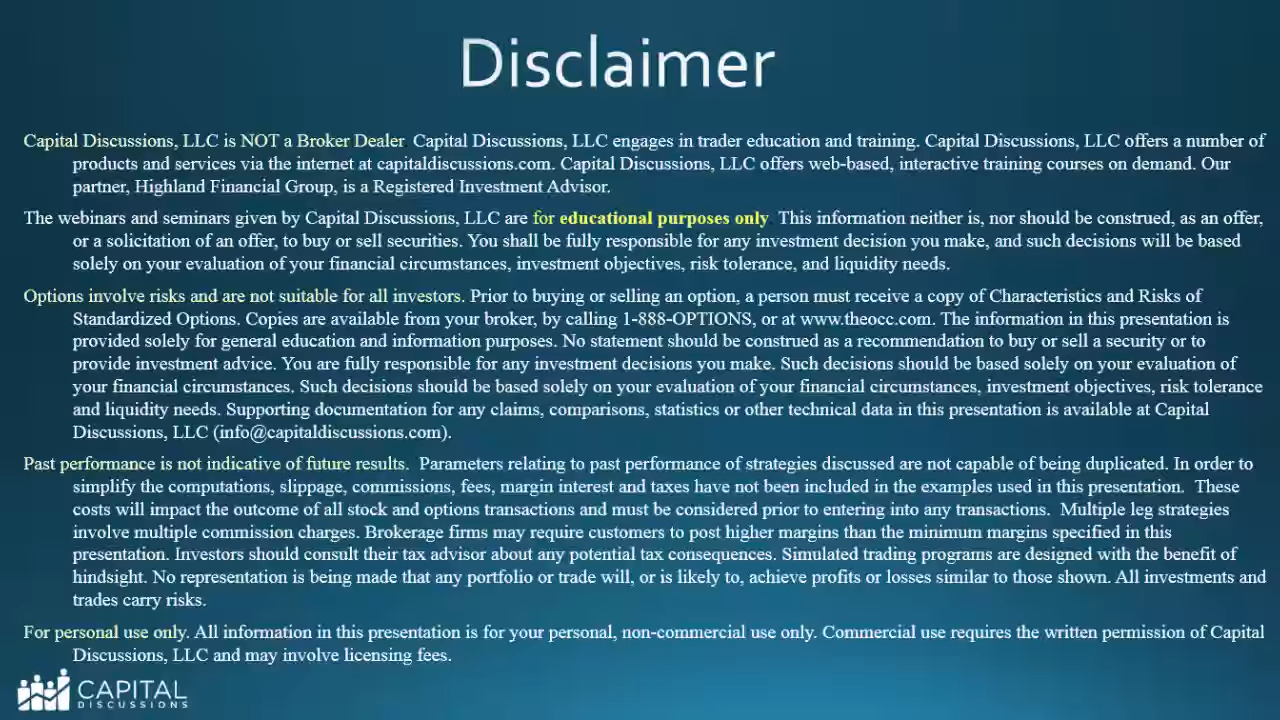 Disclaimer
Capital Discussions, LLC is NOT a Broker Dealer. Capital Discussions, LLC engages in trader education and training. Capital Discussions, LLC offers a number of
products and services via the internet at capitaldiscussions.com. Capital Discussions, LLC offers web-based, interactive training courses on demand. Our
partner, Highland Financial Group, is a Registered Investment Advisor.
The webinars and seminars given by Capital Discussions, LLC are for educational purposes only. This information neither is, nor should be construed, as an offer,
or a solicitation of an offer, to buy or sell securities. You shall be fully responsible for any investment decision you make, and such decisions will be based
solely on your evaluation of your financial circumstances, investment objectives, risk tolerance, and liquidity needs.
Options involve risks and are not suitable for all investors. Prior to buying or selling an option, a person must receive a copy of Characteristics and Risks of
Standardized Options. Copies are available from your broker, by calling 1-888-OPTIONS, or at www.theocc.com. The information in this presentation is
provided solely for general education and information purposes. No statement should be construed as a recommendation to buy or sell a security or to
provide investment advice. You are fully responsible for any investment decisions you make. Such decisions should be based solely on your evaluation of
your financial circumstances. Such decisions should be based solely on your evaluation of your financial circumstances, investment objectives, risk tolerance
and liquidity needs. Supporting documentation for any claims, comparisons, statistics or other technical data in this presentation is available at Capital
Discussions, LLC (info@capitaldiscussions.com).
Past performance is not indicative of future results. Parameters relating to past performance of strategies discussed are not capable of being duplicated. In order to
simplify the computations, slippage, commissions, fees, margin interest and taxes have not been included in the examples used in this presentation. These
costs will impact the outcome of all stock and options transactions and must be considered prior to entering into any transactions. Multiple leg strategies
involve multiple commission charges. Brokerage firms may require customers to post higher margins than the minimum margins specified in this
presentation. Investors should consult their tax advisor about any potential tax consequences. Simulated trading programs are designed with the benefit of
hindsight. No representation is being made that any portfolio or trade will, or is likely to, achieve profits or losses similar to those shown. All investments and
trades carry risks.
For personal use only. All information in this presentation is for your personal, non-commercial use only. Commercial use requires the written permission of Capital
Discussions, LLC and may involve licensing fees.
CAPITAL
DISCUSSIONS